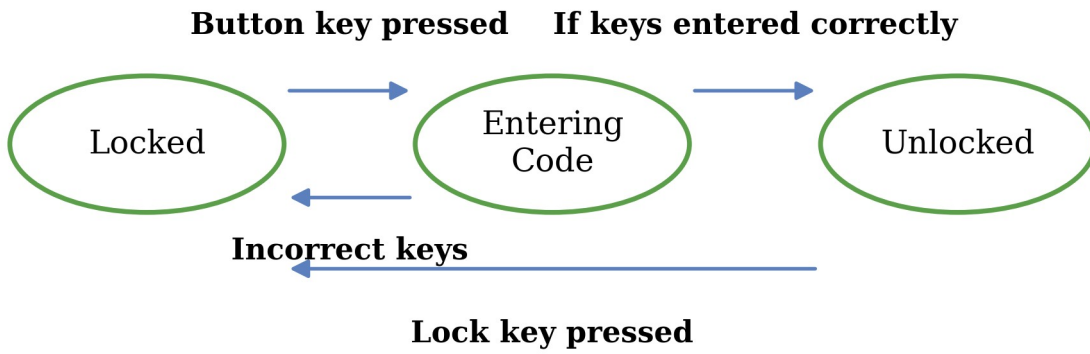 Button key pressed
If keys entered correctly
Locked
Entering
Code
Unlocked
Incorrect keys
Lock key pressed